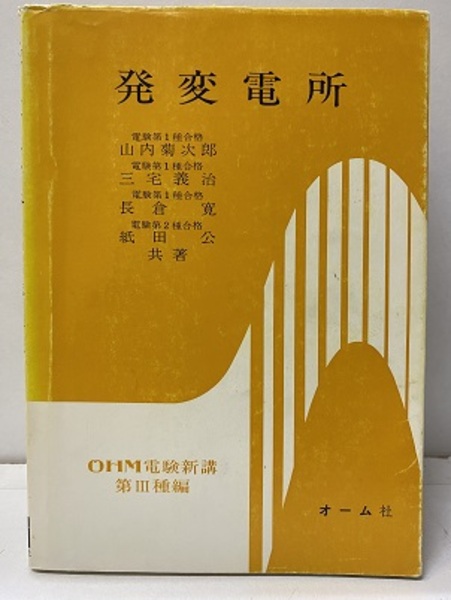 発変電所
電験第1種合格
山内菊次郎
電験第1種合格
三宅義治
電験第1種合格
長倉寛
電験第2種合格
紙田公
共著
OHM電験新講
第III種編
オーム社